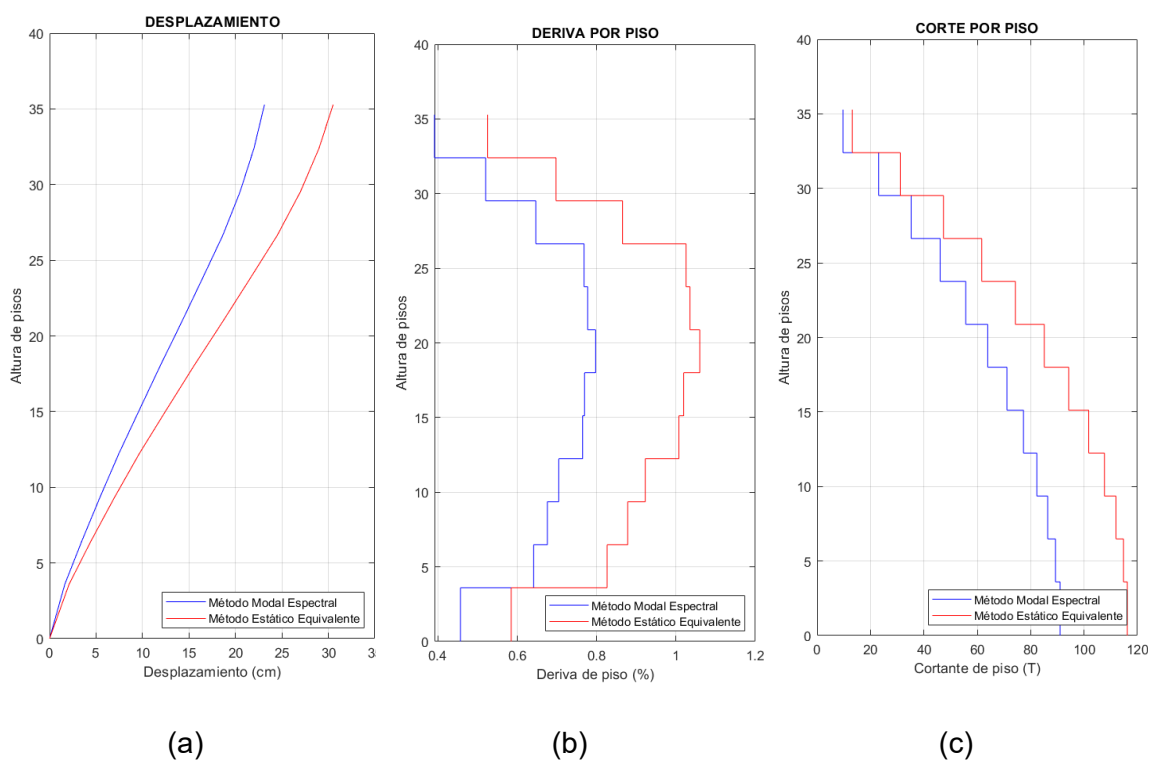 DESPLAZAMIENTO
40
35
30
25
20
15
10
5
0
Altura de pisos
0 5 10 15 20 25 30 3
Desplazamiento (cm)
Método Modal Espectral
Método Estático Equivalente
(a)
DERIVA POR PISO
40
35
30
25
20
15
10
5
0
Altura de pisos
0.4 0.6 0.8 1 1.2
Deriva de piso (%)
Método Modal Espectral
Método Estático Equivalente
(b)
CORTE POR PISO
40
35
30
25
20
15
10
5
0
Altura de pisos
0 20 40 60 80 100 120
Cortante de piso (T)
Método Modal Espectral
Método Estático Equivalente
(c)